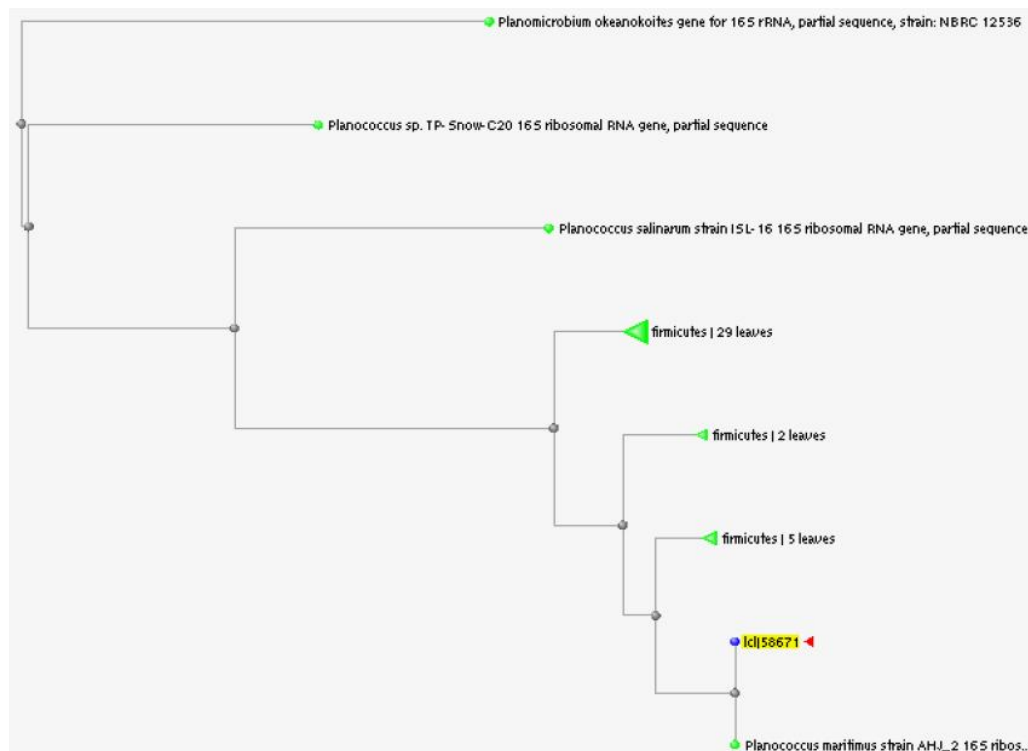 Planomicrobium okeanokoites gene for 16S rRNA, partial sequence, strain: NBRC 12536
Planococcus sp. TP-Snow-C20 16S ribosomal RNA gene, partial sequence
Planococcus salinarum strain ISL-16 16S ribosomal RNA gene, partial sequence
firmicutes | 29 leaves
firmicutes | 2 leaves
firmicutes | 5 leaves
lcl|58671
Planococcus maritimus strain AHJ_2 16S ribos...